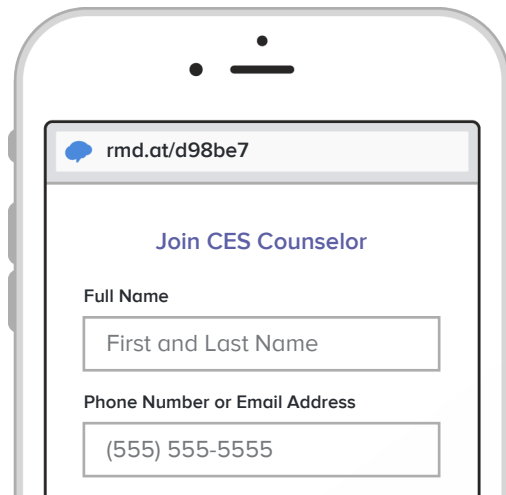 rmd.at/d98be7
Join CES Counselor
Full Name
First and Last Name
Phone Number or Email Address
(555) 555-5555